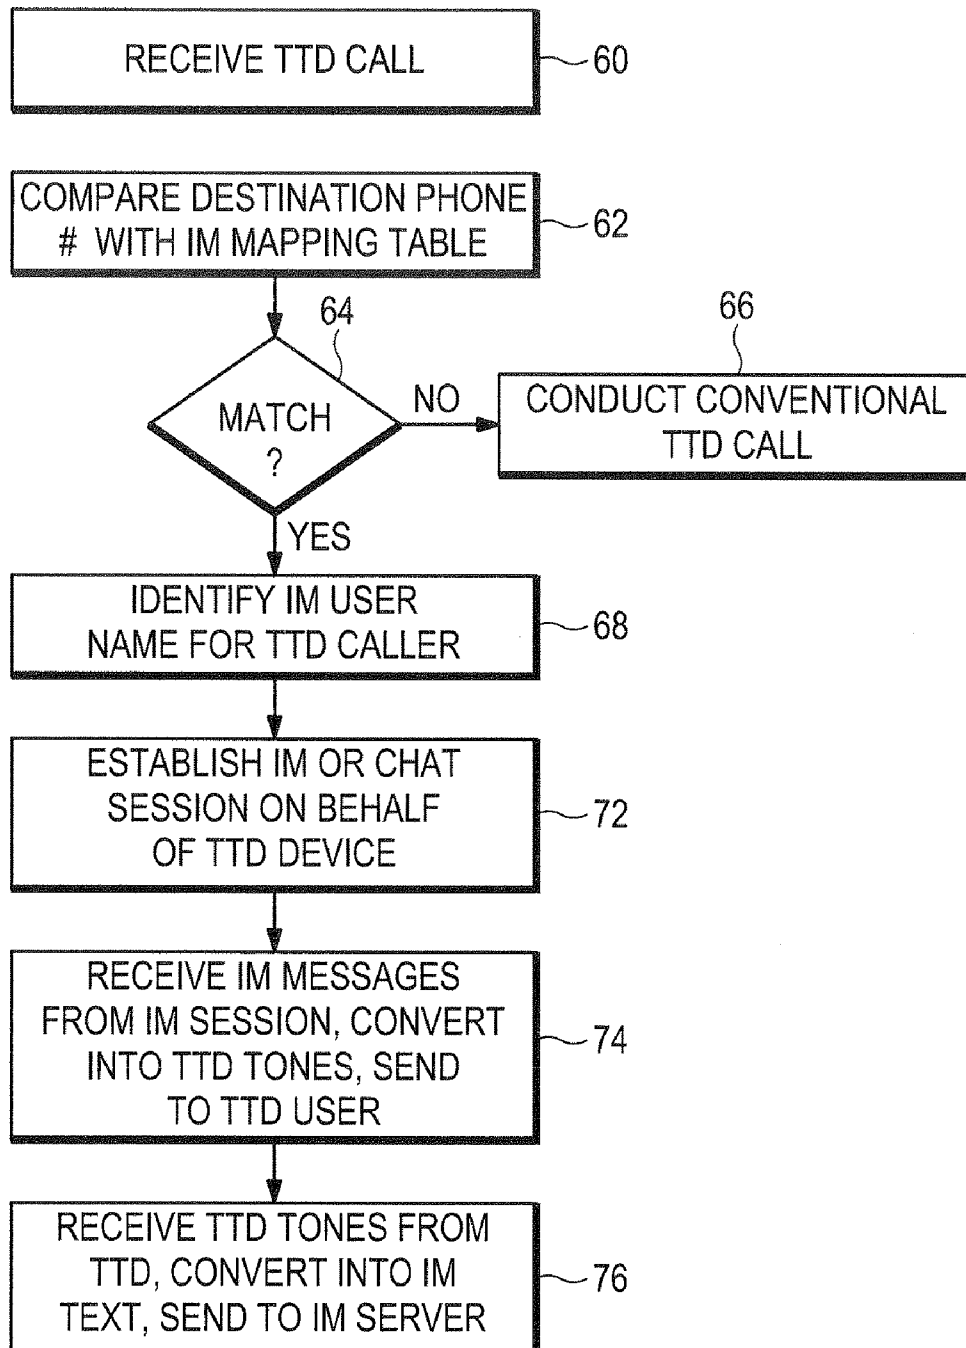 RECEIVE TTD CALL
60
COMPARE DESTINATION PHONE
# WITH IM MAPPING TABLE
62
64
MATCH
?
NO
66
CONDUCT CONVENTIONAL
TTD CALL
YES
IDENTIFY IM USER
NAME FOR TTD CALLER
68
ESTABLISH IM OR CHAT
SESSION ON BEHALF
OF TTD DEVICE
72
RECEIVE IM MESSAGES
FROM IM SESSION, CONVERT
INTO TTD TONES, SEND
TO TTD USER
74
RECEIVE TTD TONES FROM
TTD, CONVERT INTO IM
TEXT, SEND TO IM SERVER
76